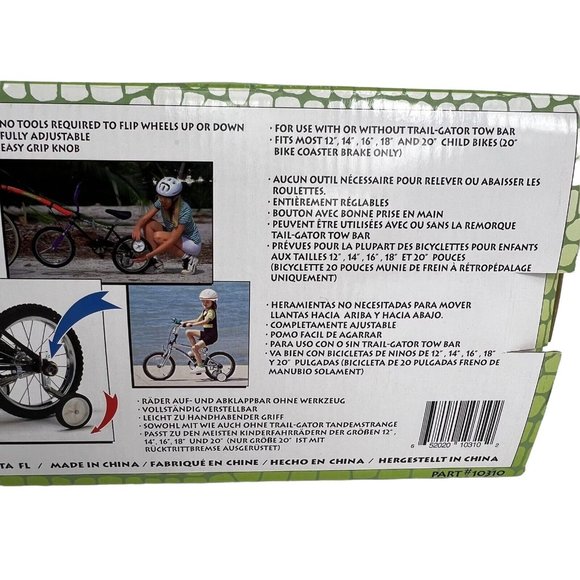 NO TOOLS REQUIRED TO FLIP WHEELS UP OR DOWN
FULLY ADJUSTABLE
EASY GRIP KNOB
· FOR USE WITH OR WITHOUT TRAIL-GATOR TOW BAR
· FITS MOST 12", 14", 16", 18" AND 20" CHILD BIKES (20"
BIKE COASTER BRAKE ONLY)
· AUCUN OUTIL NÉCESSAIRE POUR RELEVER OU ABAISSER LES
ROULETTES.
· ENTIÈREMENT RÉGLABLES
· BOUTON AVEC BONNE PRISE EN MAIN
· PEUVENT ÊTRE UTILISÉES AVEC OU SANS LA REMORQUE
TAIL-GATOR TOW BAR
· PRÉVUES POUR LA PLUPART DES BICYCLETTES POUR ENFANTS
AUX TAILLES 12", 14", 16", 18" ET 20" POUCES
(BICYCLETTE 20 POUCES MUNIE DE FREIN À RÉTROPÉDALAGE
UNIQUEMENT)
· HERAMIENTAS NO NECESITADAS PARA MOVER
LLANTAS HACIA ARIBA Y HACIA ABAJO.
· COMPLETAMENTE AJUSTABLE
· POMO FACIL DE AGARRAR
· PARA USO CON O SIN TRAIL-GATOR TOW BAR
· VA BIEN CON BICICLETAS DE NINOS DE 12", 14", 16", 18"
Y 20" PULGADAS (BICICLETA DE 20 PULGADAS FRENO DE
MANUBIO SOLAMENT)
· RÄDER AUF- UND ABKLAPPBAR OHNE WERKZEUG
· VOLLSTÄNDIG VERSTELLBAR
· LEICHT ZU HANDHABENDER GRIFF
· SOWOHL MIT WIE AUCH OHNE TRAIL-GATOR TANDEMSTRANGE
· PASST ZU DEN MEISTEN KINDERFAHRRÄDERN DER GRÖßEN 12",
14", 16", 18" UND 20" (NUR GRÖßE 20" IST MIT
RÜCKTRITTBREMSE AUSGERÜSTET)
6 52020 10310 2
TA FL / MADE IN CHINA / FABRIQUÉ EN CHINE / HECHO EN CHINA / HERGESTELLT IN CHINA
PART #10310